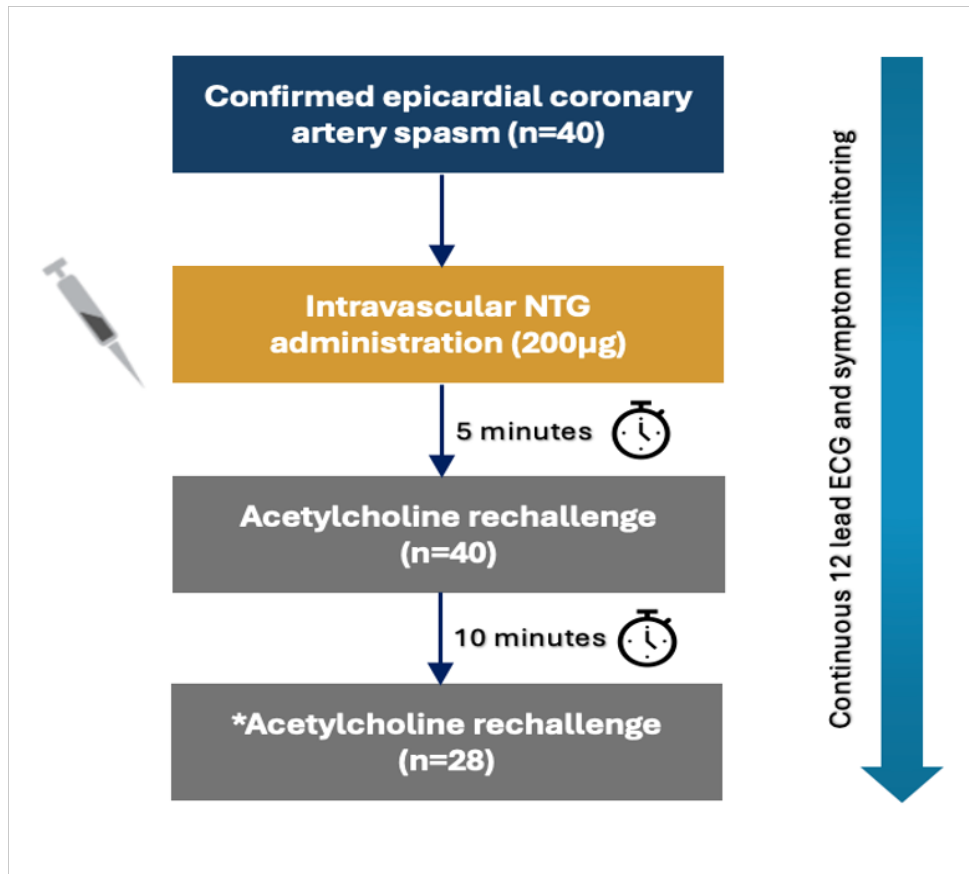 Confirmed epicardial coronary
artery spasm (n=40)
Intravascular NTG
administration (200µg)
5 minutes
Acetylcholine rechallenge
(n=40)
10 minutes
*Acetylcholine rechallenge
(n=28)
Continuous 12 lead ECG and symptom monitoring